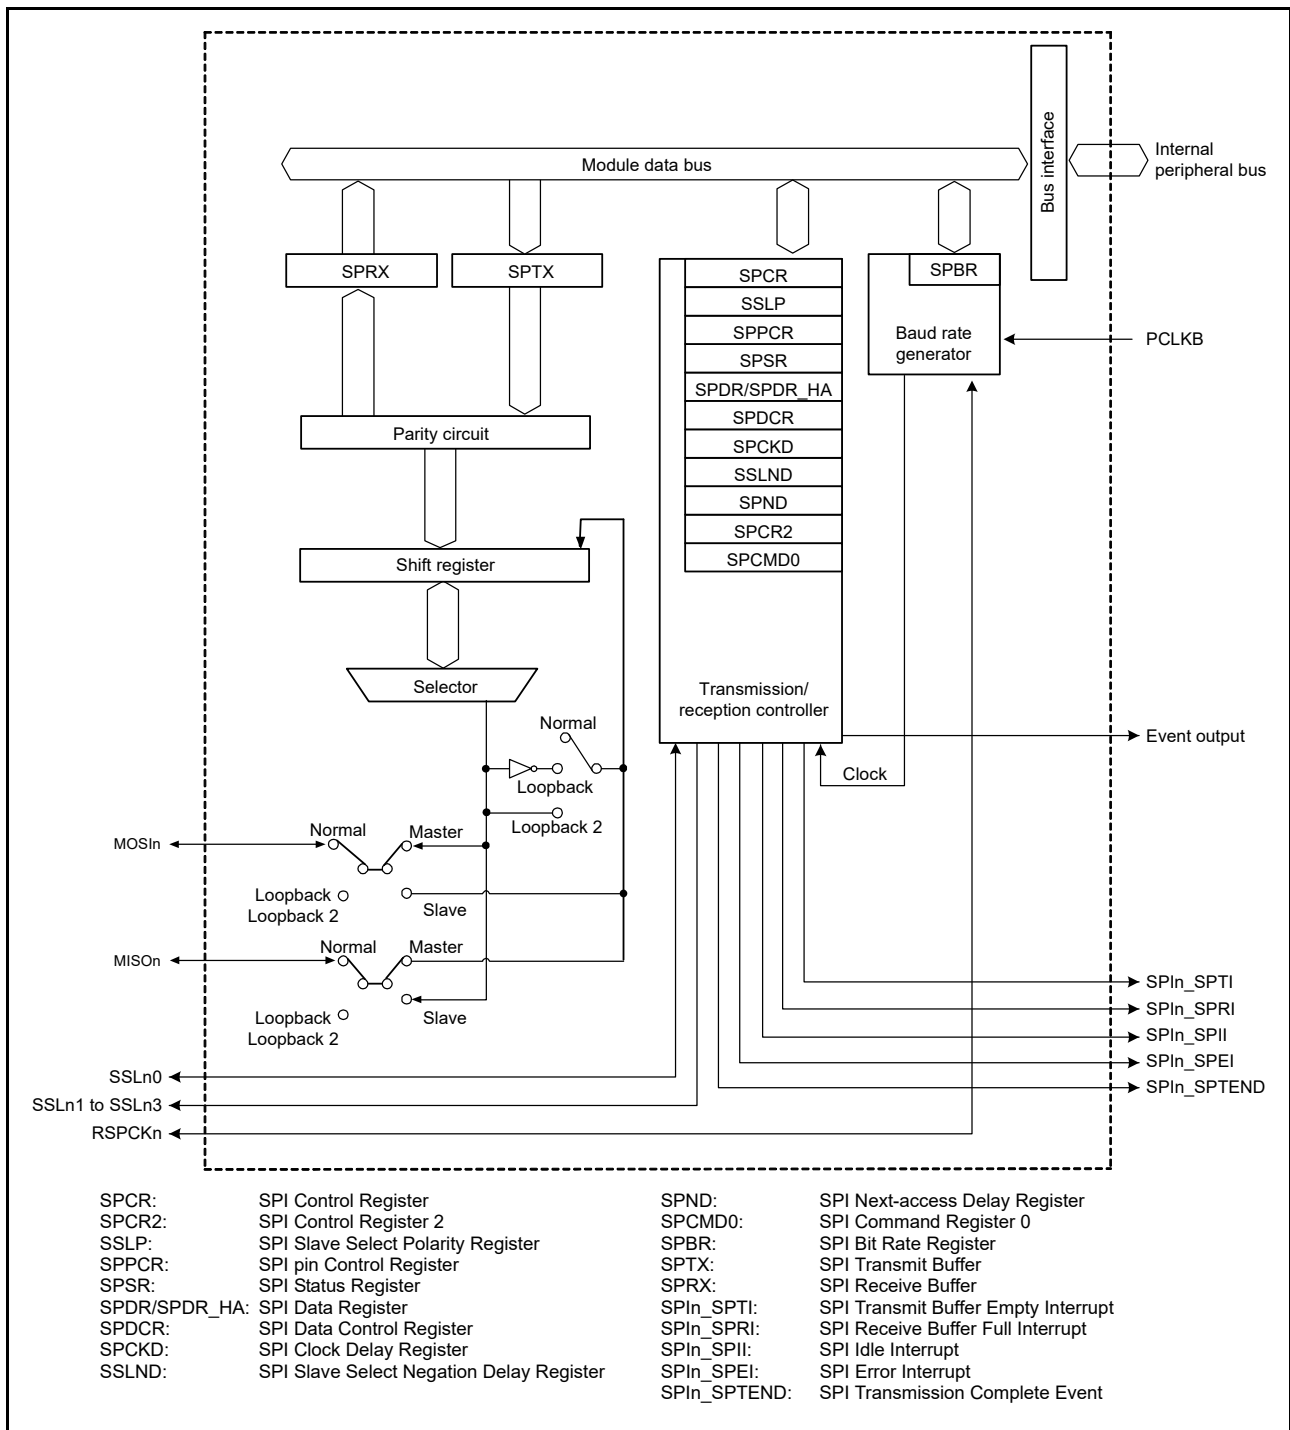 Module data bus
Bus interface
Internal
peripheral bus
SPRX
SPTX
SPCR
SSLP
SPPCR
SPSR
SPDR/SPDR_HA
SPDCR
SPCKD
SSLND
SPND
SPCR2
SPCMD0
SPBR
Baud rate
generator
PCLKB
Parity circuit
Shift register
Selector
Transmission/
reception controller
Normal
Loopback
Loopback 2
Clock
Event output
MOSIn
Normal
Master
Loopback
Loopback 2
Slave
MISOn
Normal
Master
Loopback
Loopback 2
Slave
SPIn_SPTI
SPIn_SPRI
SPIn_SPII
SPIn_SPEI
SPIn_SPTEND
SSLn0
SSLn1 to SSLn3
RSPCKn
SPCR: SPI Control Register
SPCR2: SPI Control Register 2
SSLP: SPI Slave Select Polarity Register
SPPCR: SPI pin Control Register
SPSR: SPI Status Register
SPDR/SPDR_HA: SPI Data Register
SPDCR: SPI Data Control Register
SPCKD: SPI Clock Delay Register
SSLND: SPI Slave Select Negation Delay Register
SPND: SPI Next-access Delay Register
SPCMD0: SPI Command Register 0
SPBR: SPI Bit Rate Register
SPTX: SPI Transmit Buffer
SPRX: SPI Receive Buffer
SPIn_SPTI: SPI Transmit Buffer Empty Interrupt
SPIn_SPRI: SPI Receive Buffer Full Interrupt
SPIn_SPII: SPI Idle Interrupt
SPIn_SPEI: SPI Error Interrupt
SPIn_SPTEND: SPI Transmission Complete Event